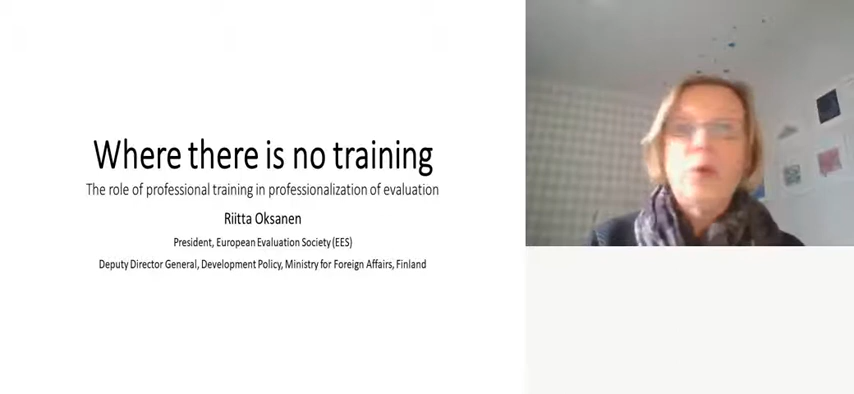 Where there is no training
The role of professional training in professionalization of evaluation
Riitta Oksanen
President, European Evaluation Society (EES)
Deputy Director General, Development Policy, Ministry for Foreign Affairs, Finland